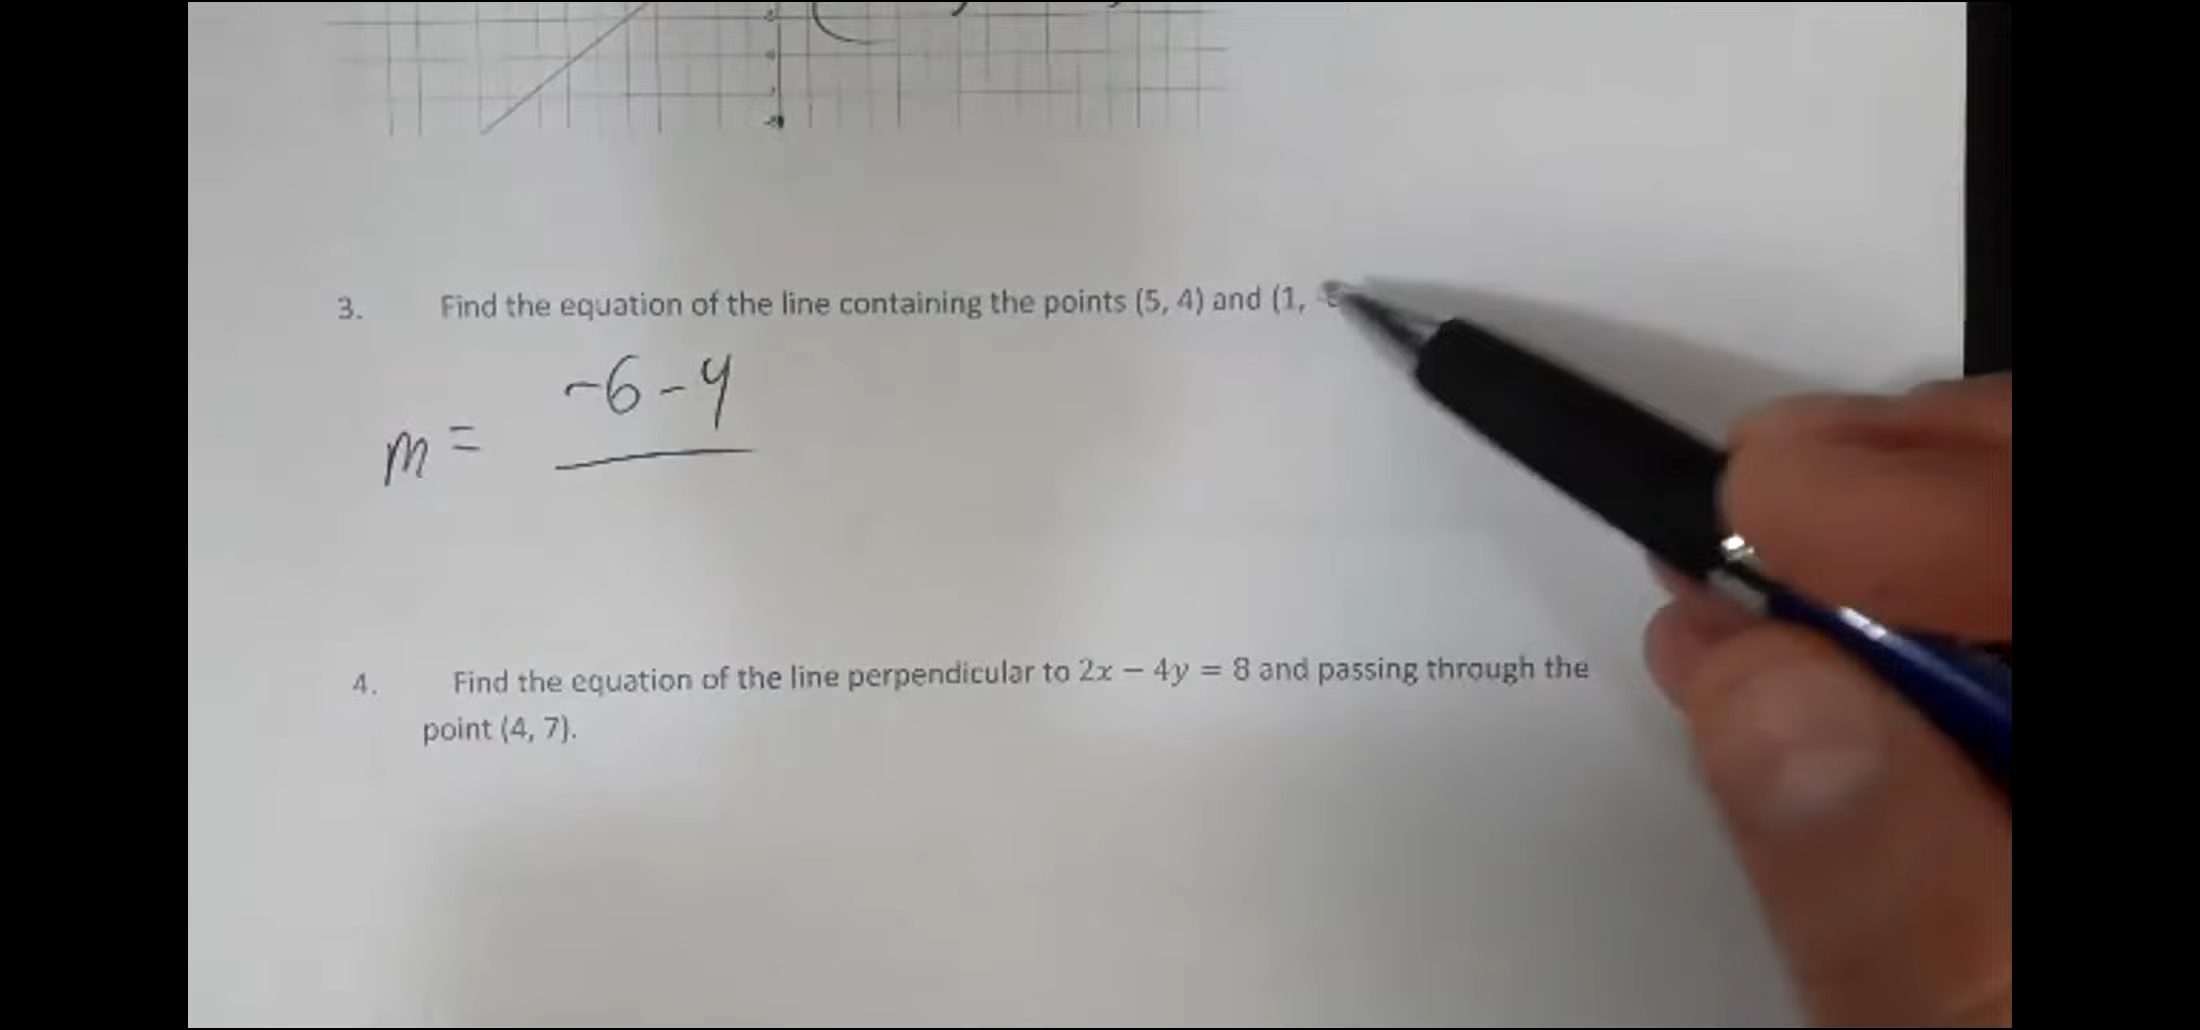 3. Find the equation of the line containing the points (5, 4) and (1,
-6-4
m =
4. Find the equation of the line perpendicular to 2x − 4y = 8 and passing through the
point (4, 7).